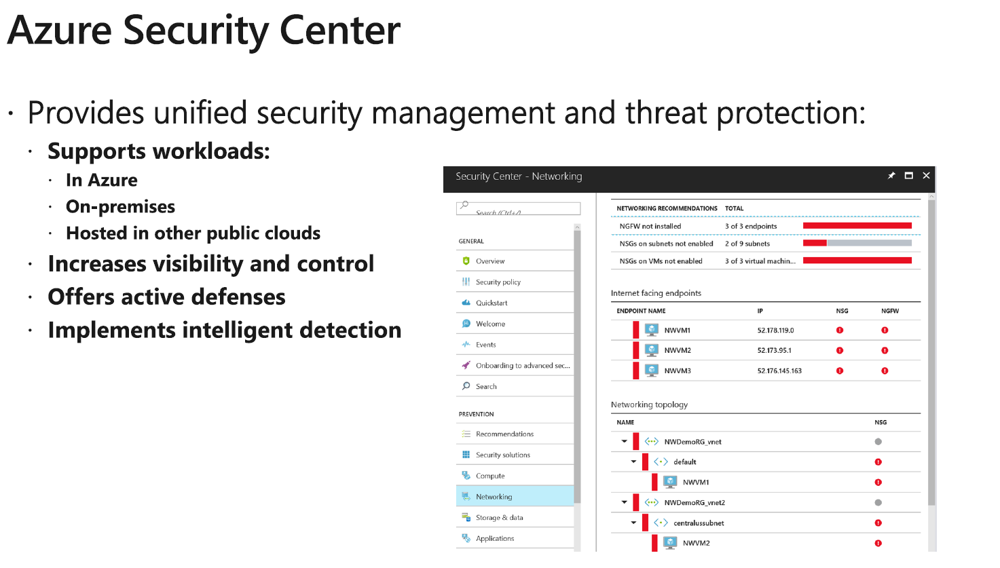 Azure Security Center
· Provides unified security management and threat protection:
· Supports workloads:
· In Azure
· On-premises
· Hosted in other public clouds
· Increases visibility and control
· Offers active defenses
· Implements intelligent detection
Security Center - Networking
Search (Ctrl+/)
GENERAL
Overview
Security policy
Quickstart
Welcome
Events
Onboarding to advanced sec...
Search
PREVENTION
Recommendations
Security solutions
Compute
Networking
Storage & data
Applications
NETWORKING RECOMMENDATIONS TOTAL
NGFW not installed 3 of 3 endpoints
NSGs on subnets not enabled 2 of 9 subnets
NSGs on VMs not enabled 3 of 3 virtual machin...
Internet facing endpoints
ENDPOINT NAME IP NSG NGFW
NWVM1 52.178.119.0
NWVM2 52.173.95.1
NWVM3 52.176.145.163
Networking topology
NAME NSG
NWDemoRG_vnet
default
NWVM1
NWDemoRG_vnet2
centralussubnet
NWVM2